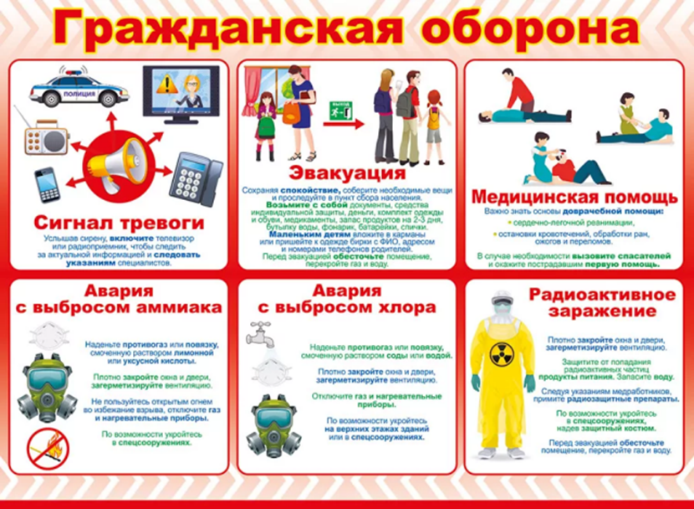 Гражданская оборона
ПОЛИЦИЯ
Сигнал тревоги
Услышав сирену, включите телевизор
или радиоприемник, чтобы следить
за актуальной информацией и следовать
указаниям специалистов.
ВЫХОД
Эвакуация
Сохраняя спокойствие, соберите необходимые вещи
и проследуйте в пункт сбора населения.
Возьмите с собой документы, средства
индивидуальной защиты, деньги, комплект одежды
и обуви, медикаменты, запас продуктов на 2-3 дня,
бутылку воды, фонарик, батарейки, спички.
Маленьким детям вложите в карманы
или пришейте к одежде бирки с ФИО, адресом
и номерами телефонов родителей.
Перед эвакуацией обесточьте помещение,
перекройте газ и воду.
Медицинская помощь
Важно знать основы доврачебной помощи:
• сердечно-легочной реанимации,
• остановки кровотечений, обработки ран,
ожогов и переломов.
В случае необходимости вызовите спасателей
и окажите пострадавшим первую помощь.
Авария
с выбросом аммиака
Наденьте противогаз или повязку,
смоченную раствором лимонной
или уксусной кислоты.
Плотно закройте окна и двери,
загерметизируйте вентиляцию.
Не пользуйтесь открытым огнем
во избежание взрыва, отключите газ
и нагревательные приборы.
По возможности укройтесь
в спецсооружениях.
Авария
с выбросом хлора
Наденьте противогаз или повязку,
смоченную раствором соды или водой.
Плотно закройте окна и двери,
загерметизируйте вентиляцию.
Отключите газ и нагревательные
приборы.
По возможности укройтесь
на верхних этажах зданий
или в спецсооружениях.
Радиоактивное
заражение
Плотно закройте окна и двери,
загерметизируйте вентиляцию.
Защитите от попадания
радиоактивных частиц
продукты питания. Запасите воду.
Следуя указаниям медработников,
примите радиозащитные препараты.
По возможности укройтесь
в спецсооружениях,
надев защитный костюм.
Перед эвакуацией обесточьте
помещение, перекройте газ и воду.